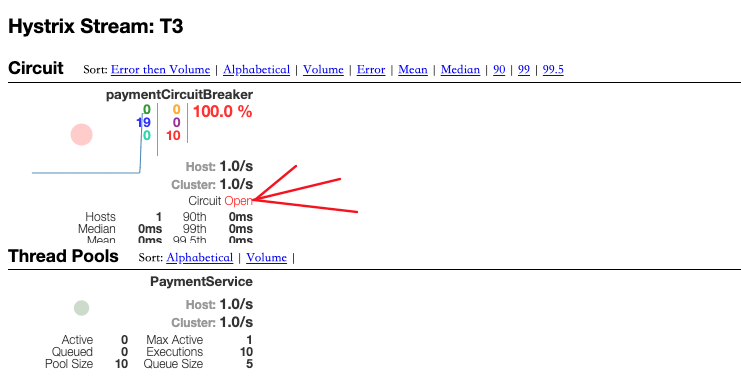 Hystrix Stream: T3
Circuit Sort: Error then Volume | Alphabetical | Volume | Error | Mean | Median | 90 | 99 | 99.5
paymentCircuitBreaker
0 0 100.0 %
19 0
0 10
Host: 1.0/s
Cluster: 1.0/s
Circuit Open
Hosts 1 90th 0ms
Median 0ms 99th 0ms
Mean 0ms 99.5th 0ms
Thread Pools Sort: Alphabetical | Volume |
PaymentService
Host: 1.0/s
Cluster: 1.0/s
Active 0 Max Active 1
Queued 0 Executions 10
Pool Size 10 Queue Size 5